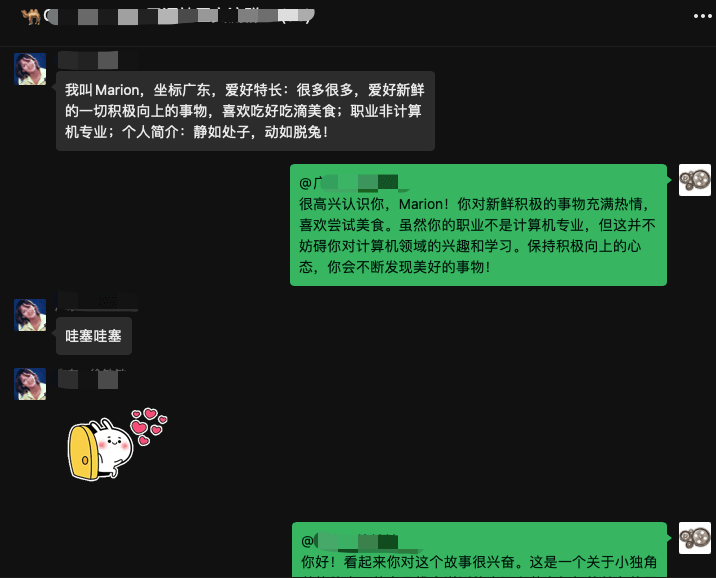 我叫Marion，坐标广东，爱好特长：很多很多，爱好新鲜
的一切积极向上的事物，喜欢吃好吃滴美食；职业非计算
机专业；个人简介：静如处子，动如脱兔！
@广
很高兴认识你，Marion！你对新鲜积极的事物充满热情，
喜欢尝试美食。虽然你的职业不是计算机专业，但这并不
妨碍你对计算机领域的兴趣和学习。保持积极向上的心
态，你会不断发现美好的事物！
哇塞哇塞
@
你好！看起来你对这个故事很兴奋。这是一个关于小独角